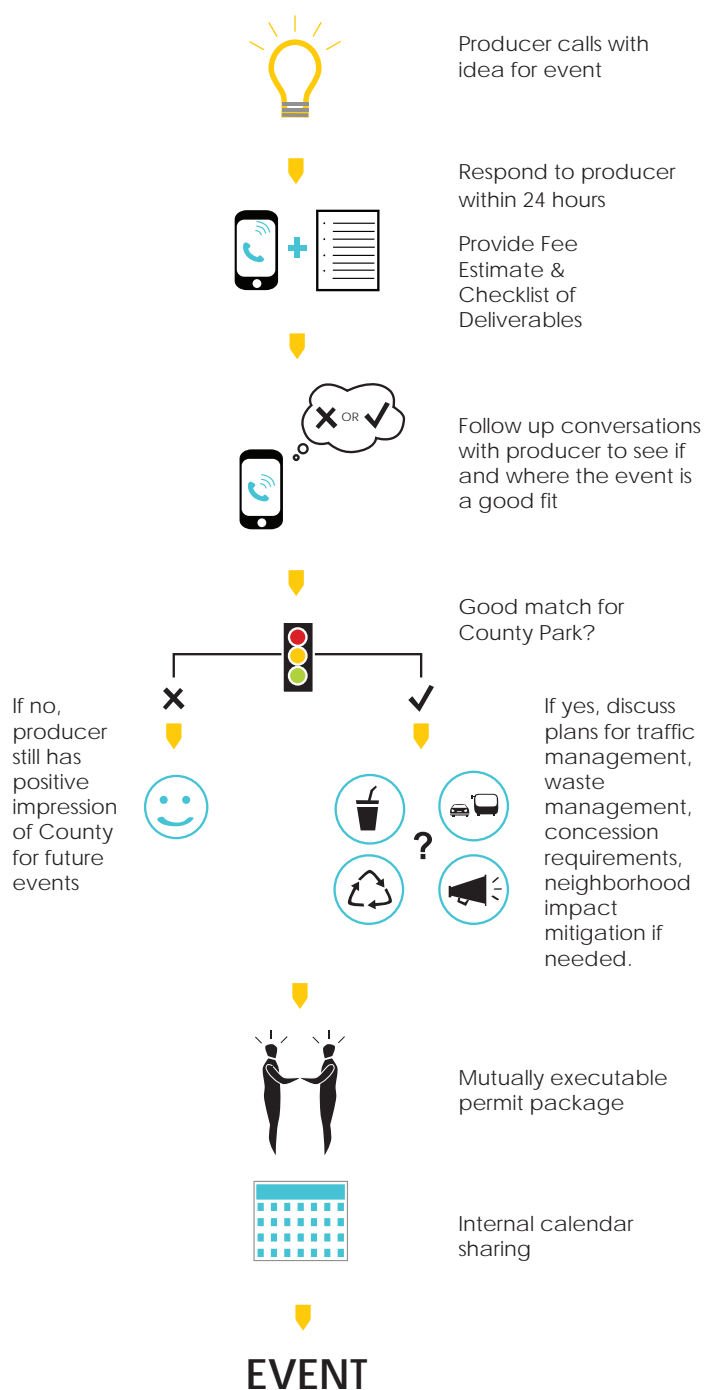 Producer calls with
idea for event
Respond to producer
within 24 hours
Provide Fee
Estimate &
Checklist of
Deliverables
OR
Follow up conversations
with producer to see if
and where the event is
a good fit
Good match for
County Park?
If no,
producer
still has
positive
impression
of County
for future
events
If yes, discuss
plans for traffic
management,
waste
management,
concession
requirements,
neighborhood
impact
mitigation if
needed.
?
Mutually executable
permit package
Internal calendar
sharing
EVENT